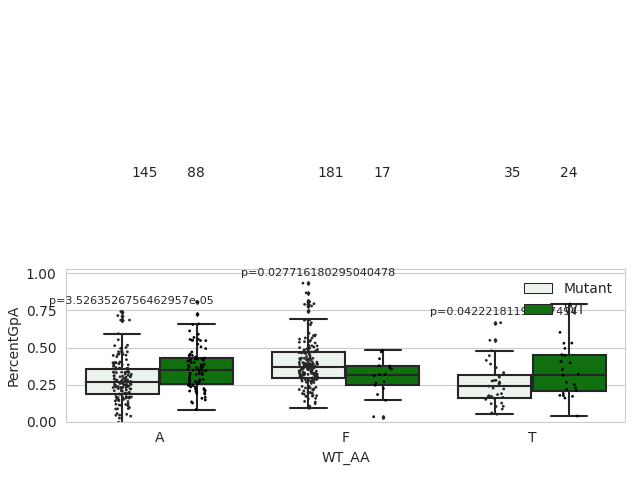 145 88 181 17 35 24
p=0.027716180295040478
p=3.5263526756462957e-05
1.00
0.75
0.50
0.25
0.00
PercentGpA
Mutant
A F T
WT_AA